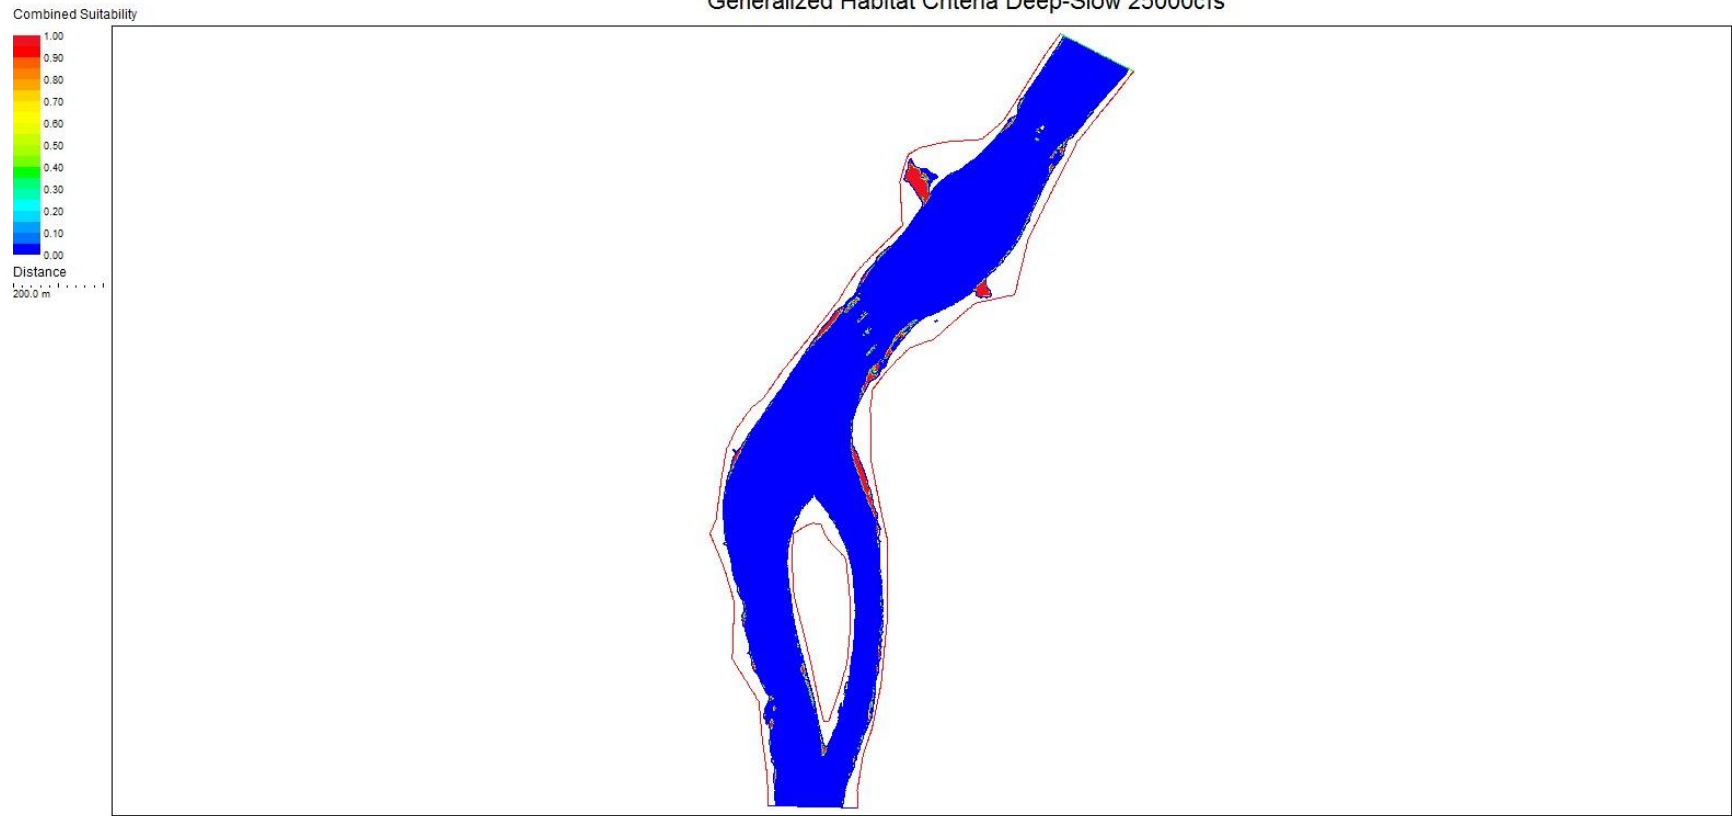 Generalized Habitat Criteria Deep-Slow 25000cfs
Combined Suitability
1.00
0.90
0.80
0.70
0.60
0.50
0.40
0.30
0.20
0.10
0.00
Distance
200.0 m